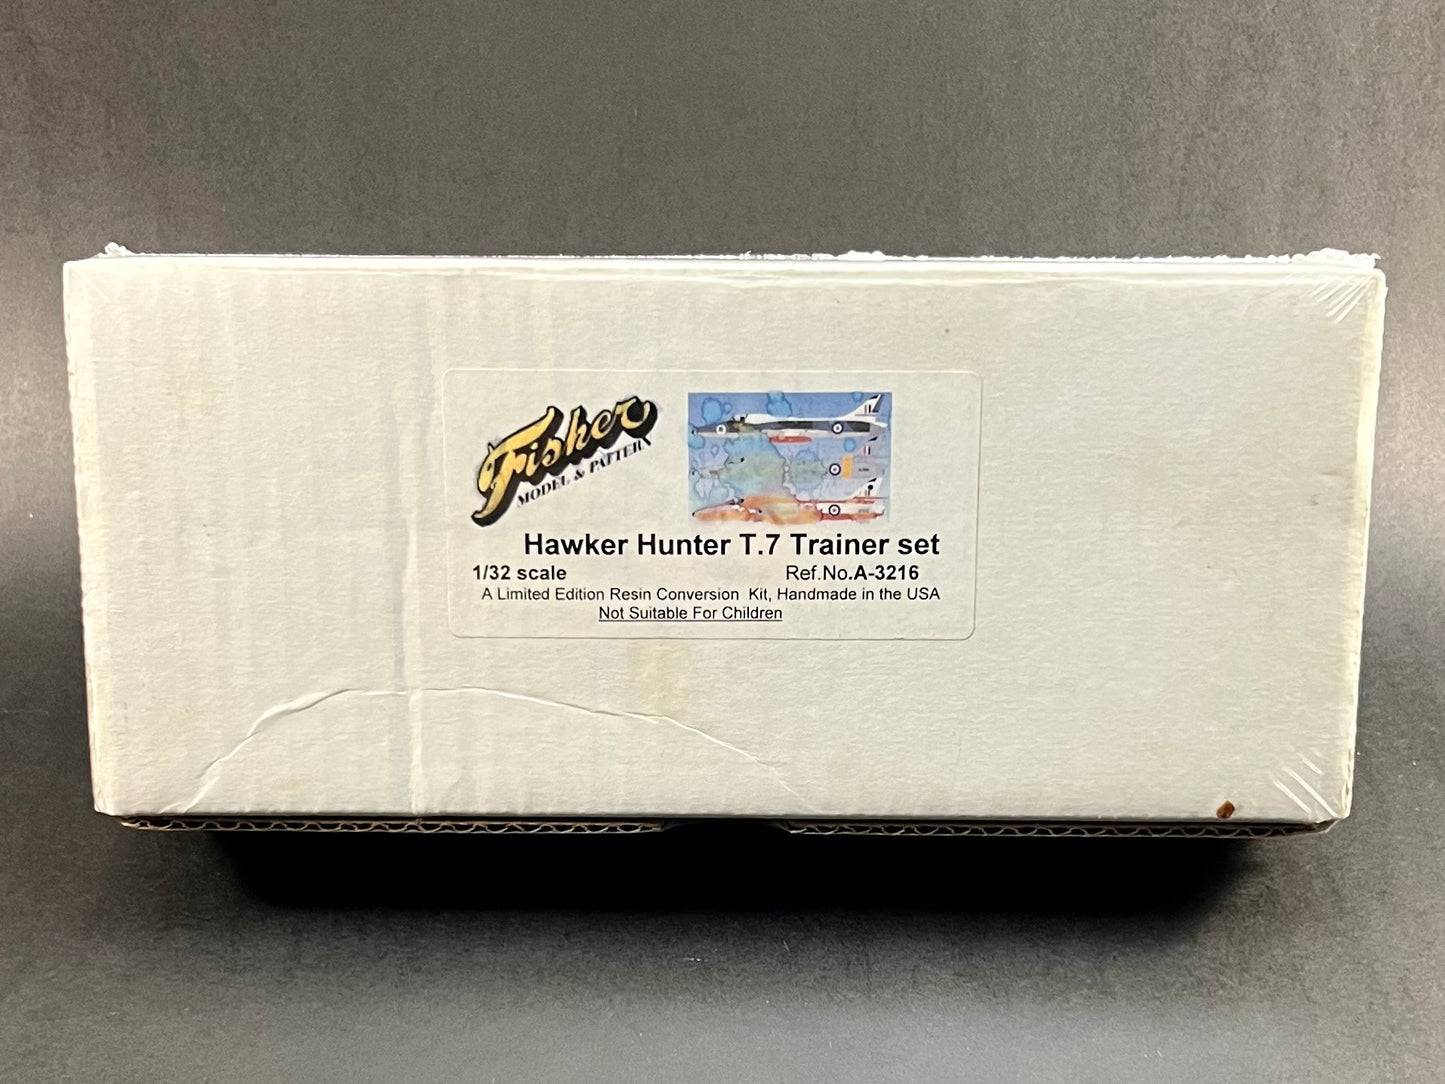 Fisher
MODEL & PATTERN
Hawker Hunter T.7 Trainer set
1/32 scale Ref.No.A-3216
A Limited Edition Resin Conversion Kit, Handmade in the USA
Not Suitable For Children